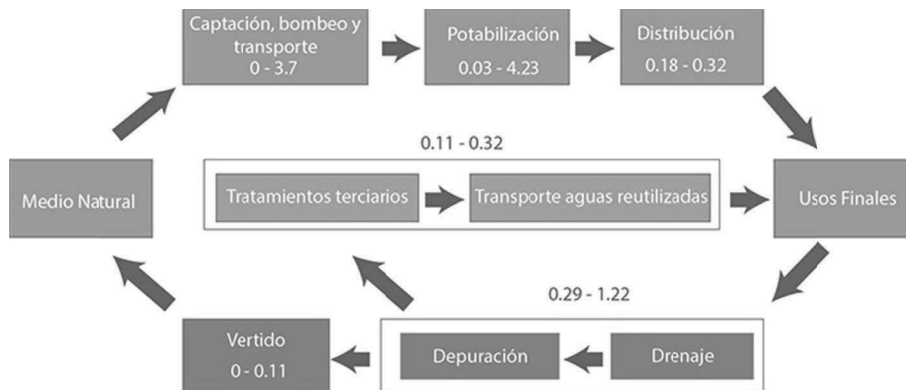 Captación, bombeo y
transporte
0 - 3.7
Potabilización
0.03 - 4.23
Distribución
0.18 - 0.32
0.11 - 0.32
Medio Natural
Tratamientos terciarios
Transporte aguas reutilizadas
Usos Finales
0.29 - 1.22
Vertido
0 - 0.11
Depuración
Drenaje